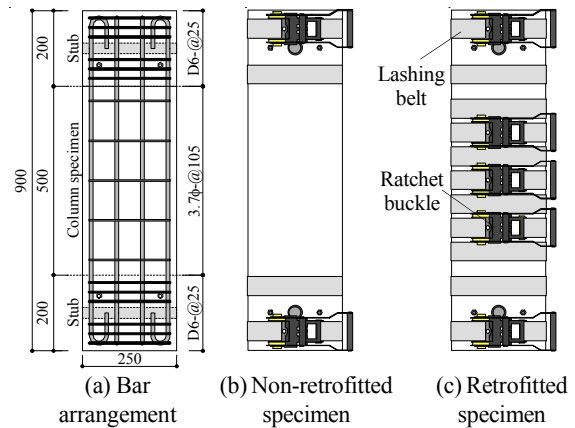 200
Stub
D6-@25
900
500
Column specimen
3.7ϕ-@105
200
Stub
D6-@25
250
Lashing
belt
Ratchet
buckle
(a) Bar
arrangement
(b) Non-retrofitted
specimen
(c) Retrofitted
specimen